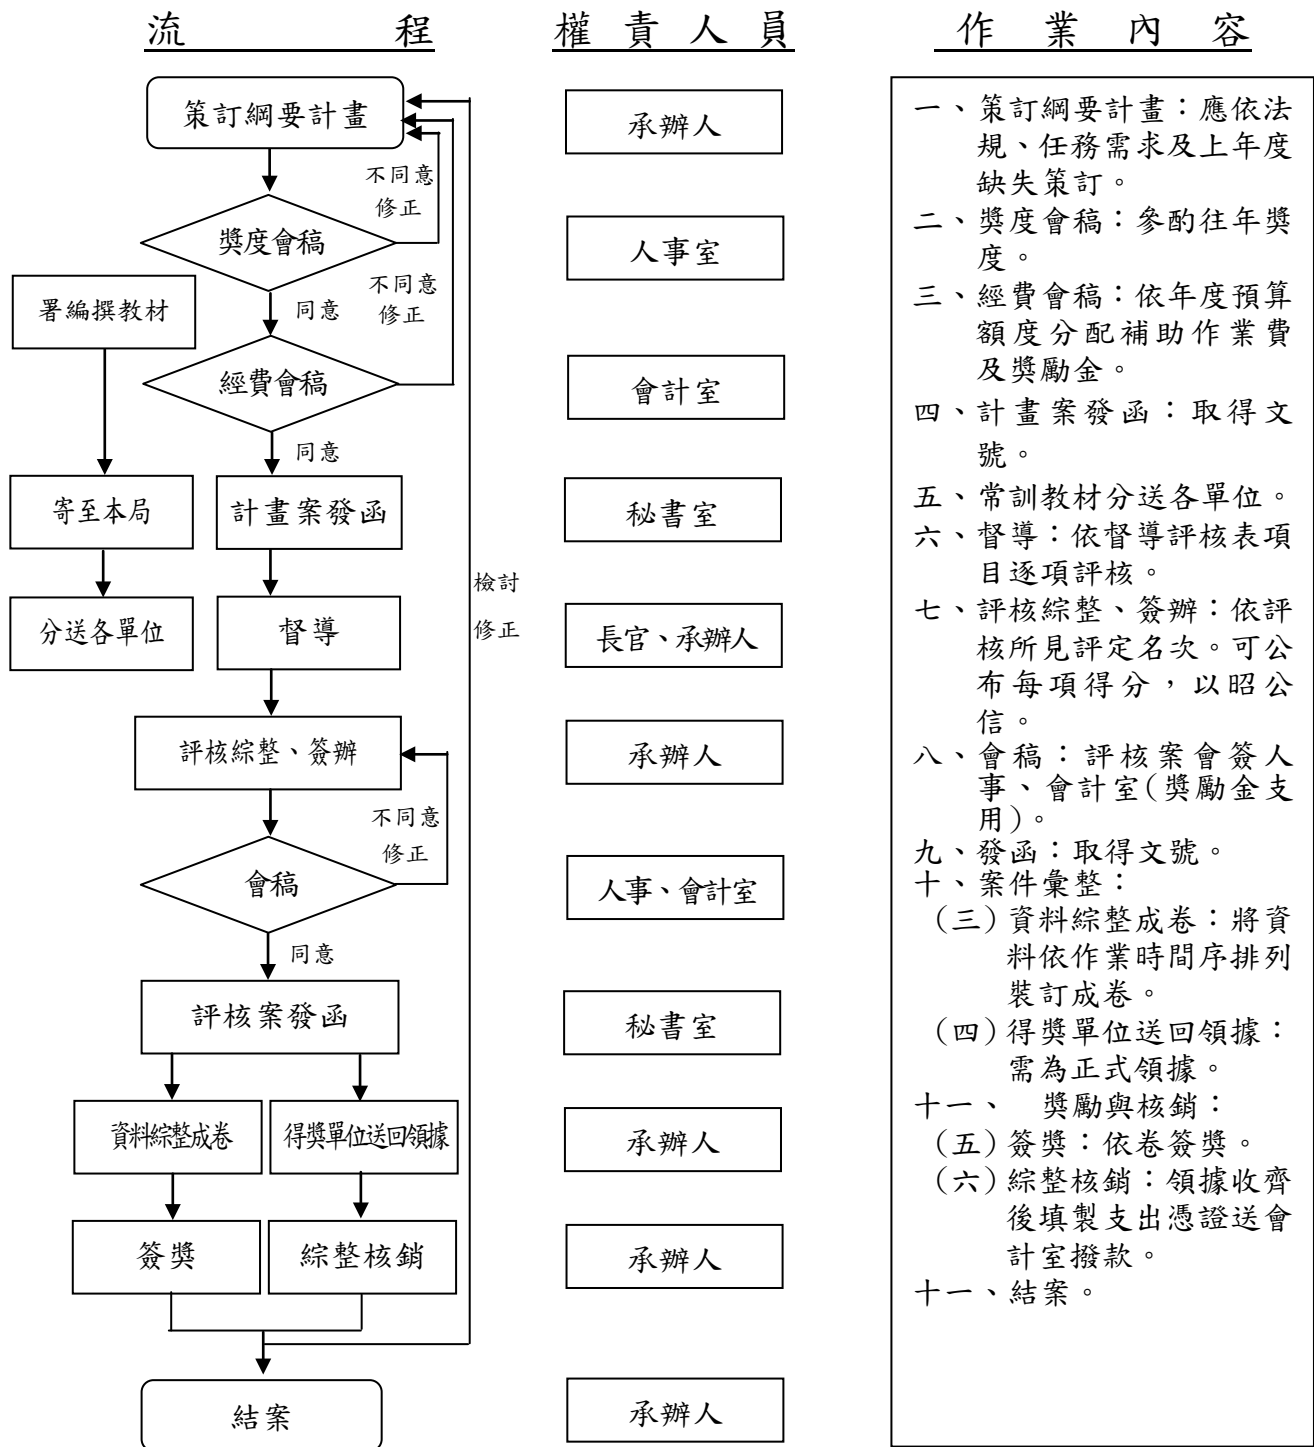 流程
權責人員
作業內容
策訂綱要計畫
不同意
修正
獎度會稿
同意
不同意
修正
署編撰教材
經費會稿
同意
寄至本局
計畫案發函
分送各單位
督導
檢討
修正
評核綜整、簽辦
不同意
修正
會稿
同意
評核案發函
資料綜整成卷
得獎單位送回領據
簽獎
綜整核銷
結案
承辦人
人事室
會計室
秘書室
長官、承辦人
承辦人
人事、會計室
秘書室
承辦人
承辦人
承辦人
一、策訂綱要計畫：應依法
規、任務需求及上年度
缺失策訂。
二、獎度會稿：參酌往年獎
度。
三、經費會稿：依年度預算
額度分配補助作業費
及獎勵金。
四、計畫案發函：取得文
號。
五、常訓教材分送各單位。
六、督導：依督導評核表項
目逐項評核。
七、評核綜整、簽辦：依評
核所見評定名次。可公
布每項得分，以昭公
信。
八、會稿：評核案會簽人
事、會計室(獎勵金支
用)。
九、發函：取得文號。
十、案件彙整：
(三)資料綜整成卷：將資
料依作業時間序排列
裝訂成卷。
(四)得獎單位送回領據：
需為正式領據。
十一、 獎勵與核銷：
(五)簽獎：依卷簽獎。
(六)綜整核銷：領據收齊
後填製支出憑證送會
計室撥款。
十一、結案。